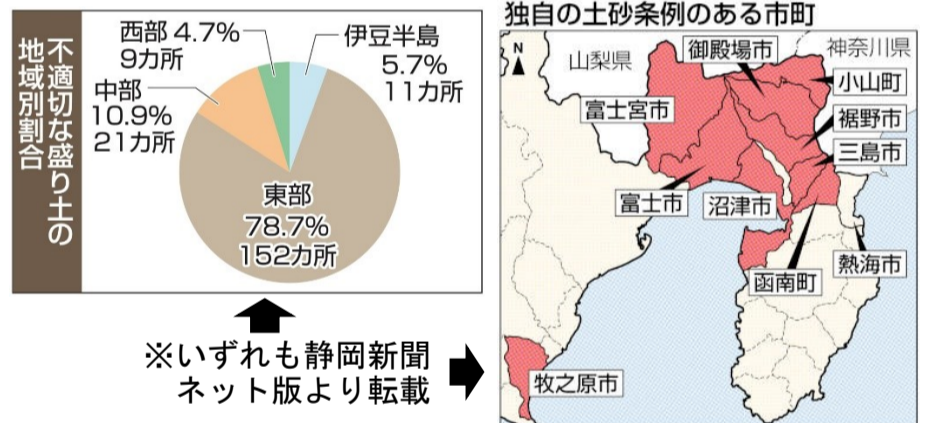 不適切な盛り土の
地域別割合
西部 4.7%
9カ所
伊豆半島
5.7%
11カ所
中部
10.9%
21カ所
東部
78.7%
152カ所
※いずれも静岡新聞
ネット版より転載
独自の土砂条例のある市町
N
山梨県
御殿場市
神奈川県
小山町
富士宮市
裾野市
三島市
富士市
沼津市
函南町
熱海市
牧之原市